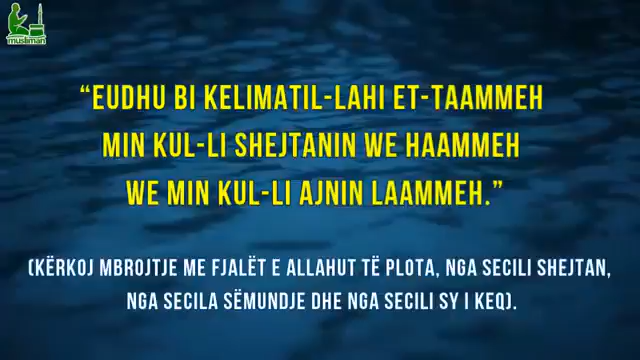 musliman
“EUDHU BI KELIMATIL-LAHI ET-TAAMMEH
MIN KUL-LI SHEJTANIN WE HAAMMEH
WE MIN KUL-LI AJNIN LAAMMEH.”
(KËRKOJ MBROJTJE ME FJALËT E ALLAHUT TË PLOTA, NGA SECILI SHEJTAN,
NGA SECILA SËMUNDJE DHE NGA SECILI SY I KEQ).